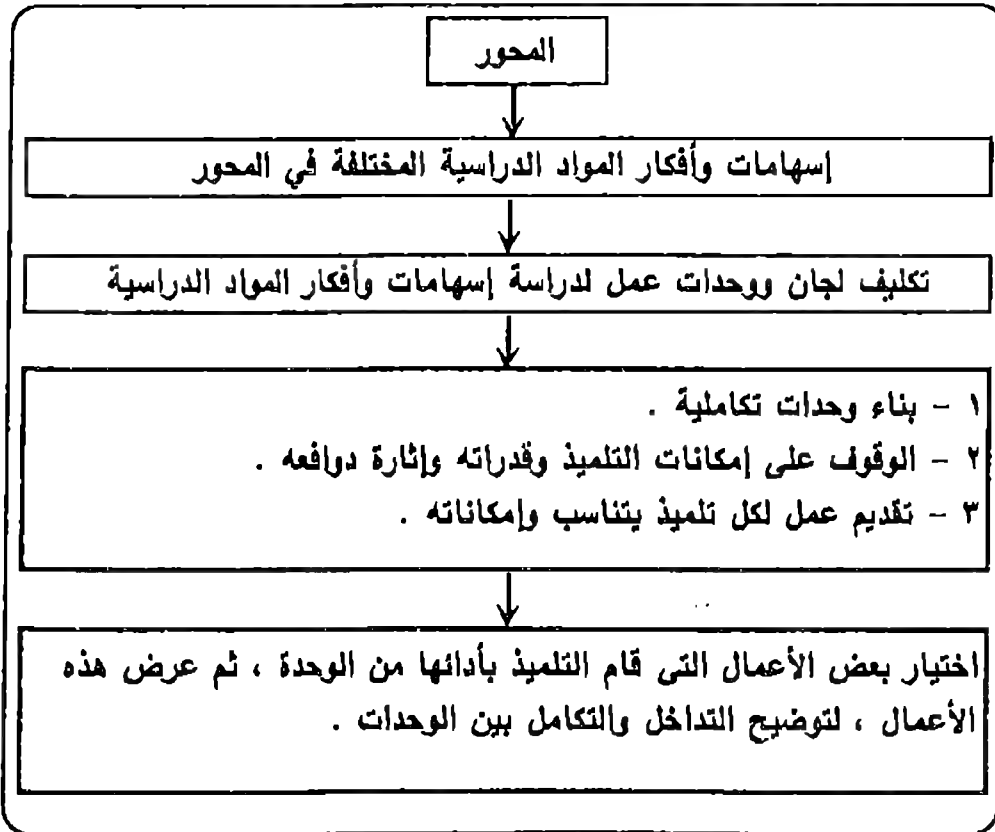 المحور
إسهامات وأفكار المواد الدراسية المختلفة في المحور
تكليف لجان ووحدات عمل لدراسة إسهامات وأفكار المواد الدراسية
١ – بناء وحدات تكاملية .
٢ – الوقوف على إمكانات التلميذ وقدراته وإثارة دوافعه .
٣ – تقديم عمل لكل تلميذ يتناسب وإمكاناته .
اختيار بعض الأعمال التى قام التلميذ بأدائها من الوحدة ، ثم عرض هذه
الأعمال ، لتوضيح التداخل والتكامل بين الوحدات .